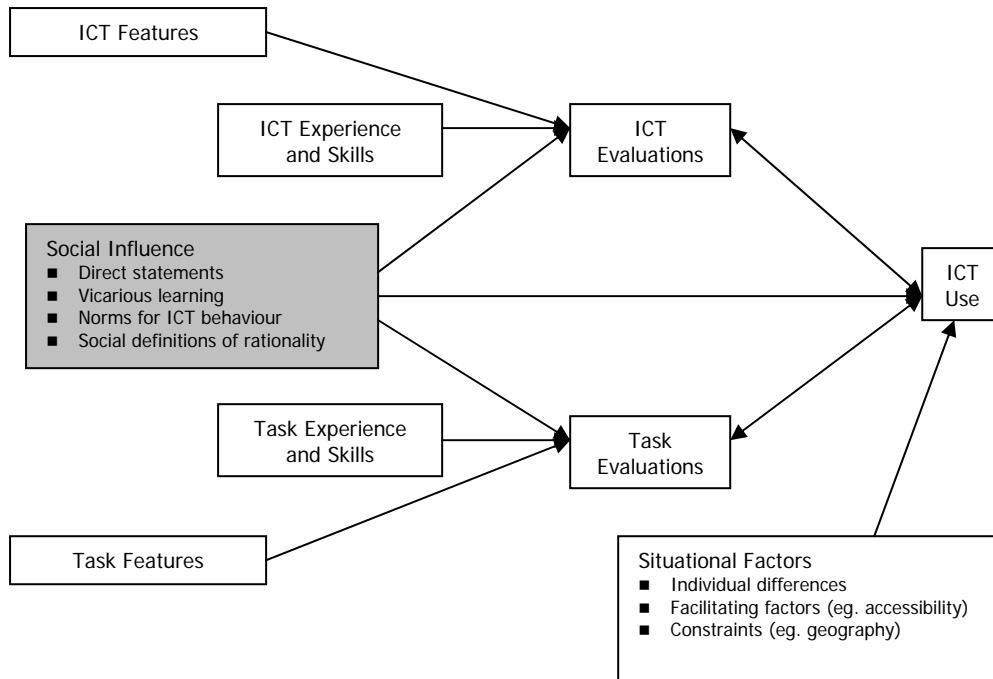 ICT Features
ICT Experience
and Skills
ICT
Evaluations
Social Influence
■ Direct statements
■ Vicarious learning
■ Norms for ICT behaviour
■ Social definitions of rationality
ICT
Use
Task Experience
and Skills
Task
Evaluations
Task Features
Situational Factors
■ Individual differences
■ Facilitating factors (eg. accessibility)
■ Constraints (eg. geography)